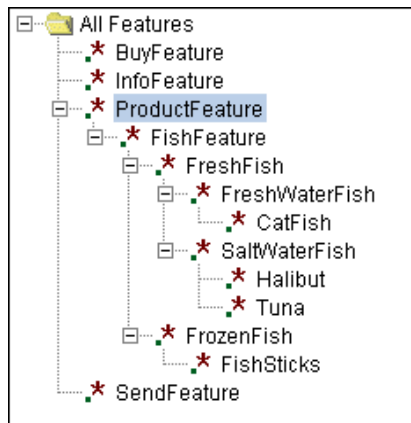 All Features
BuyFeature
InfoFeature
ProductFeature
FishFeature
FreshFish
FreshWaterFish
CatFish
SaltWaterFish
Halibut
Tuna
FrozenFish
FishSticks
SendFeature